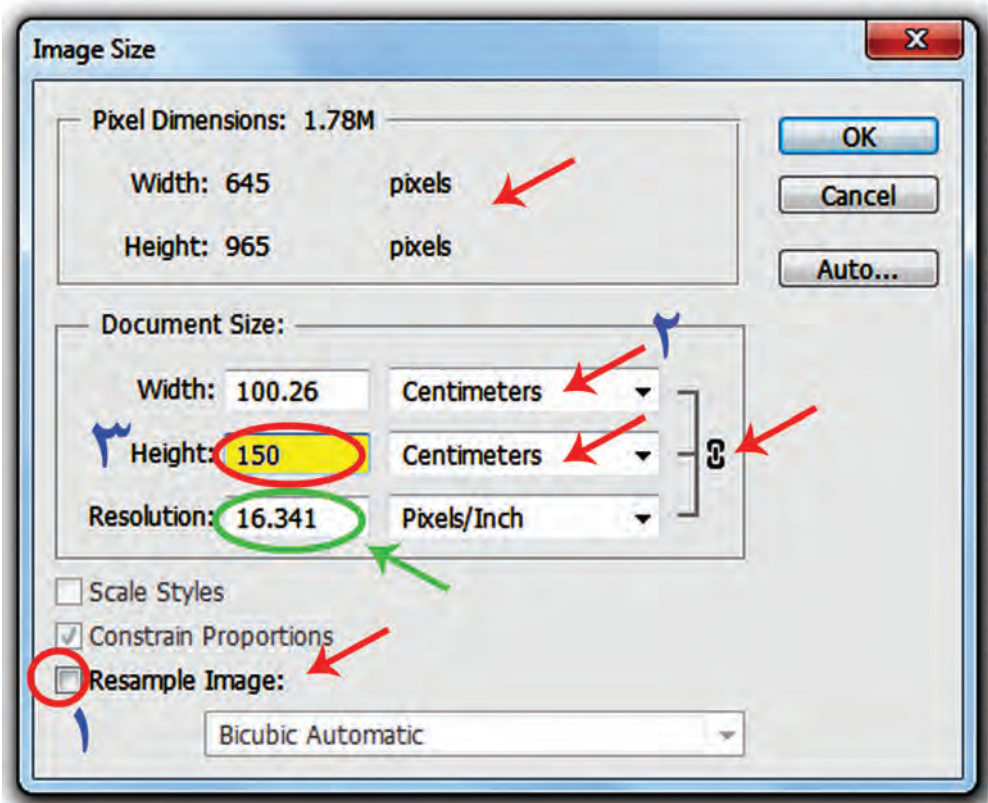 Image Size
x
Pixel Dimensions: 1.78M
Width: 645 pixels
Height: 965 pixels
OK
Cancel
Auto...
Document Size:
۲
Width: 100.26 Centimeters
۳
Height: 150 Centimeters
Resolution: 16.341 Pixels/Inch
Scale Styles
Constrain Proportions
Resample Image:
۱
Bicubic Automatic